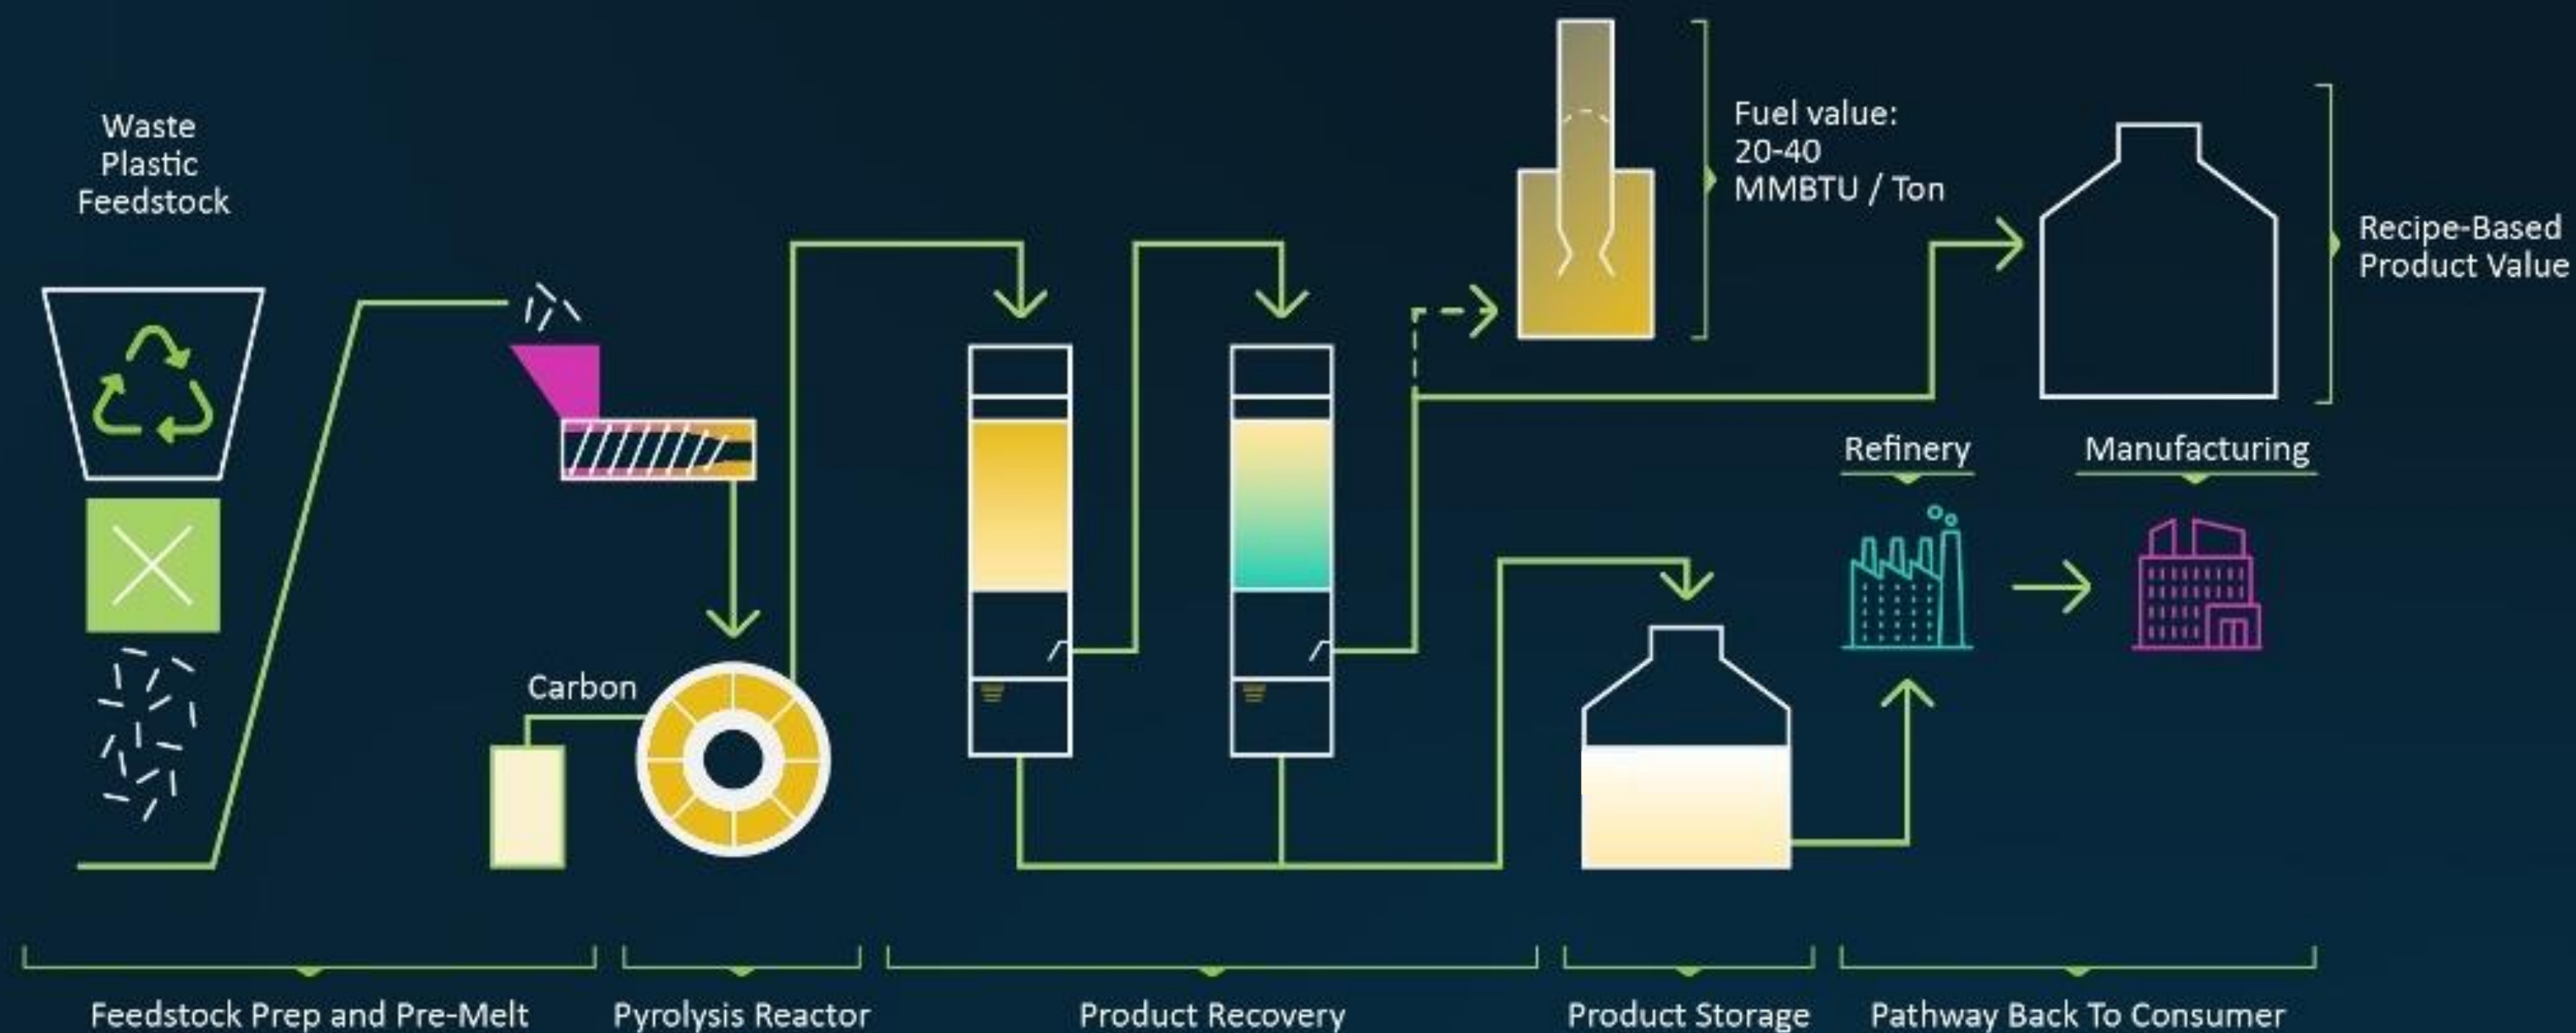 Waste
Plastic
Feedstock
Fuel value:
20-40
MMBTU / Ton
Recipe-Based
Product Value
Refinery
Manufacturing
Carbon
Feedstock Prep and Pre-Melt
Pyrolysis Reactor
Product Recovery
Product Storage
Pathway Back To Consumer